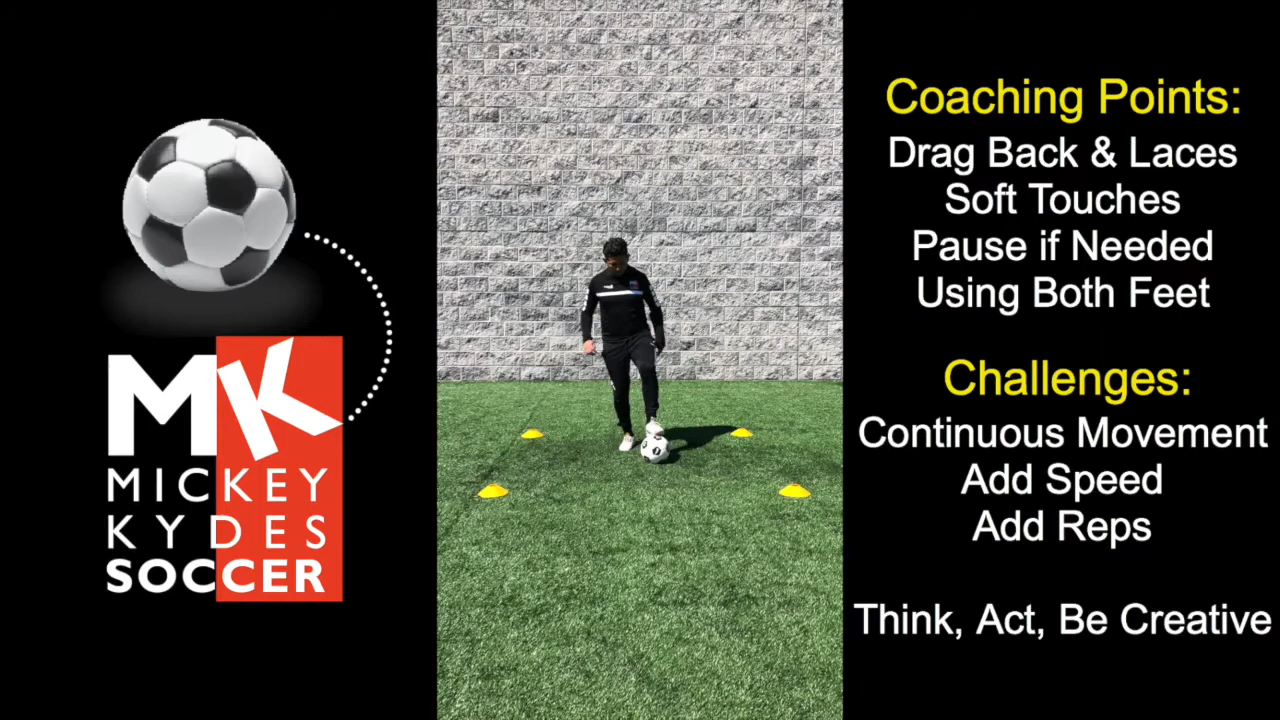 MK
MICKEY
KYDES
SOCCER
Coaching Points:
Drag Back & Laces
Soft Touches
Pause if Needed
Using Both Feet
Challenges:
Continuous Movement
Add Speed
Add Reps
Think, Act, Be Creative